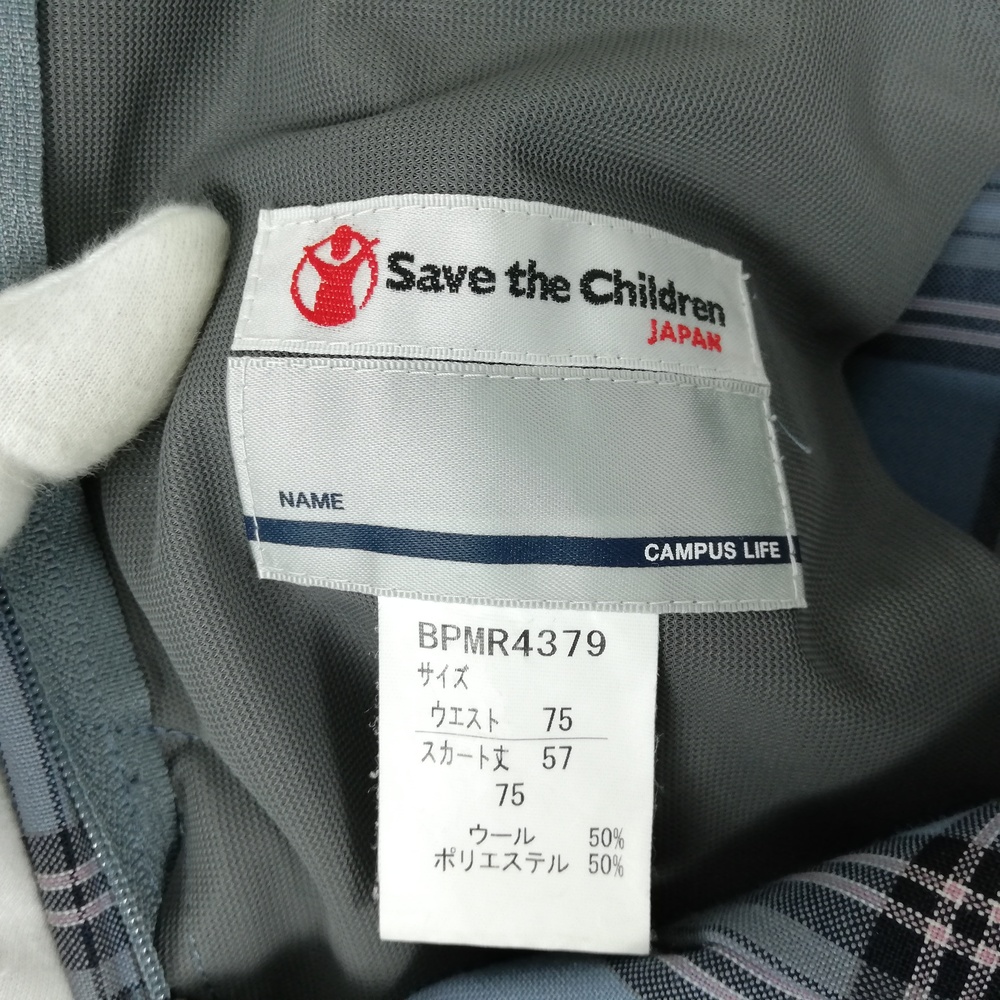 Save the Children
JAPAN
NAME
CAMPUS LIFE
BPMR4379
サイズ
ウエスト 75
スカート丈 57
75
ウール 50%
ポリエステル 50%